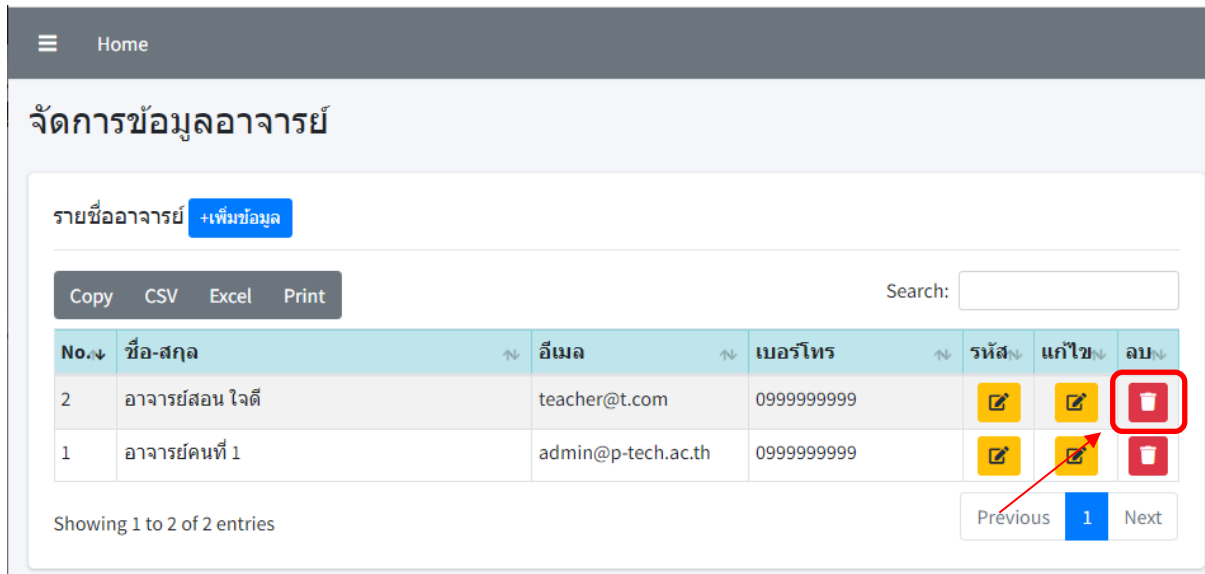 Home
จัดการข้อมูลอาจารย์
รายชื่ออาจารย์ +เพิ่มข้อมูล
Copy CSV Excel Print Search:
No. ชื่อ-สกุล อีเมล เบอร์โทร รหัส แก้ไข ลบ
2 อาจารย์สอน ใจดี teacher@t.com 0999999999
1 อาจารย์คนที่ 1 admin@p-tech.ac.th 0999999999
Showing 1 to 2 of 2 entries Previous 1 Next